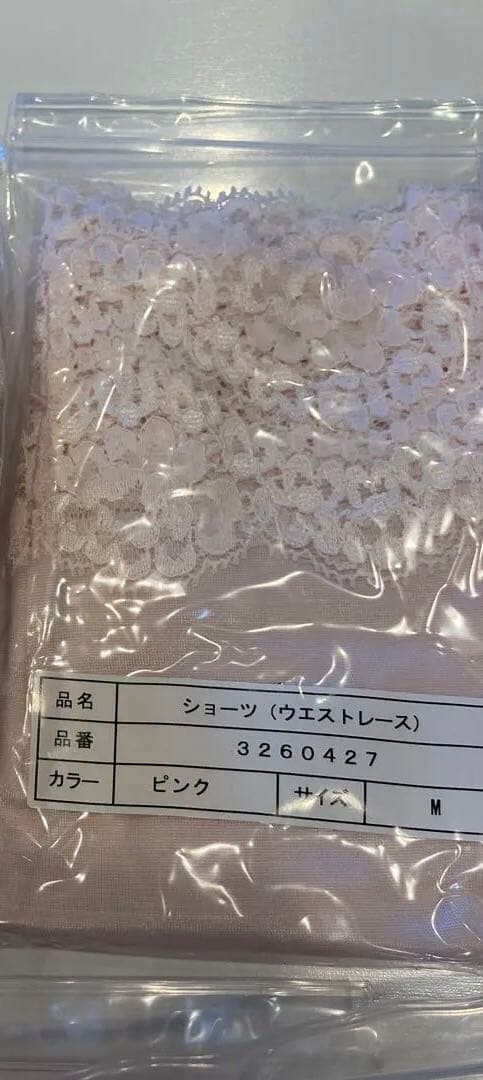 品名 ショーツ（ウエストレース）
品番 3260427
カラー ピンク サイズ M